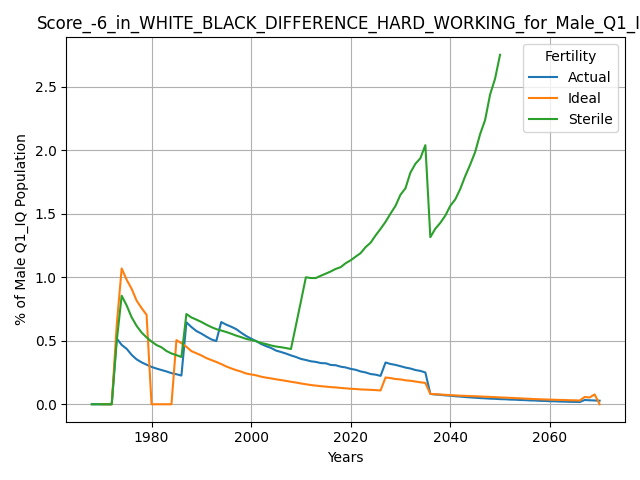 Score_-6_in_WHITE_BLACK_DIFFERENCE_HARD_WORKING_for_Male_Q1_I
Fertility
Actual
Ideal
Sterile
% of Male Q1_IQ Population
2.5
2.0
1.5
1.0
0.5
0.0
1980 2000 2020 2040 2060
Years